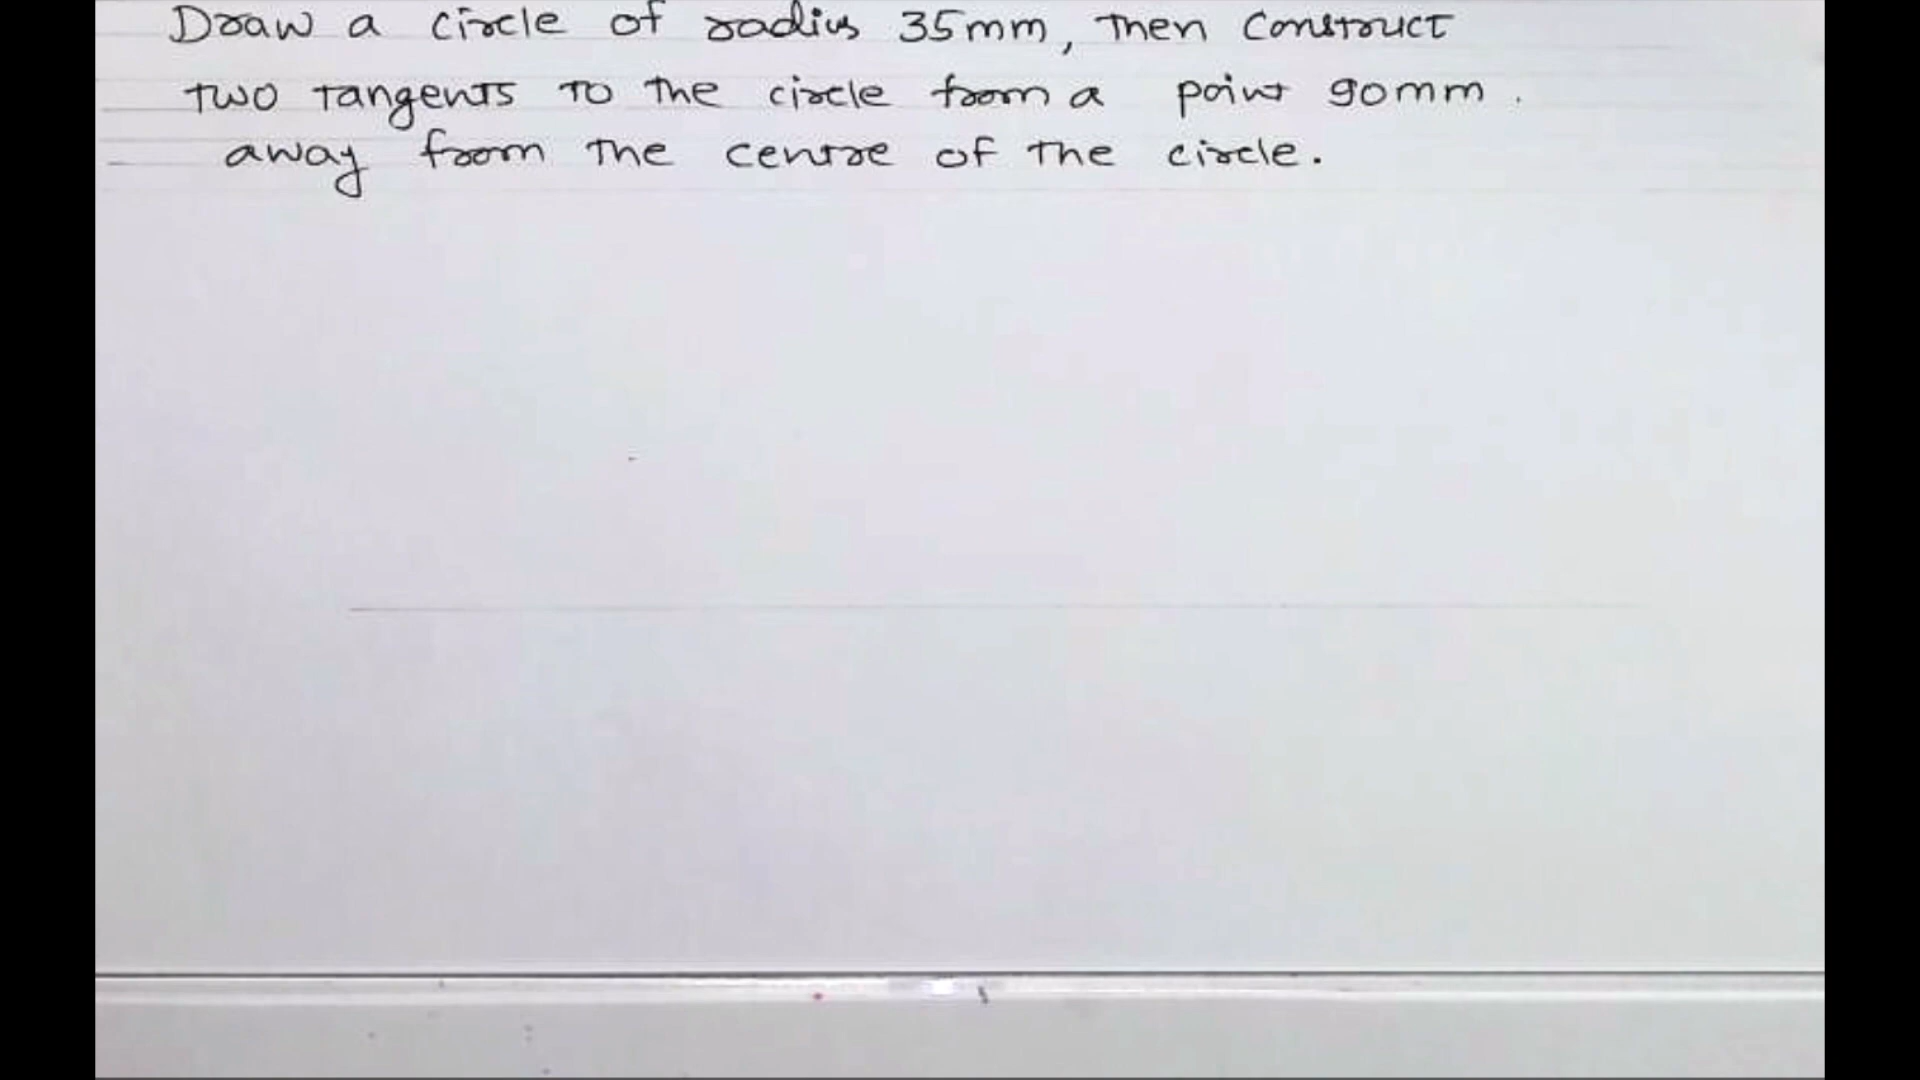 Draw a circle of radius 35mm, Then Construct
two tangents to the circle from a point 90mm.
away from the centre of the circle.